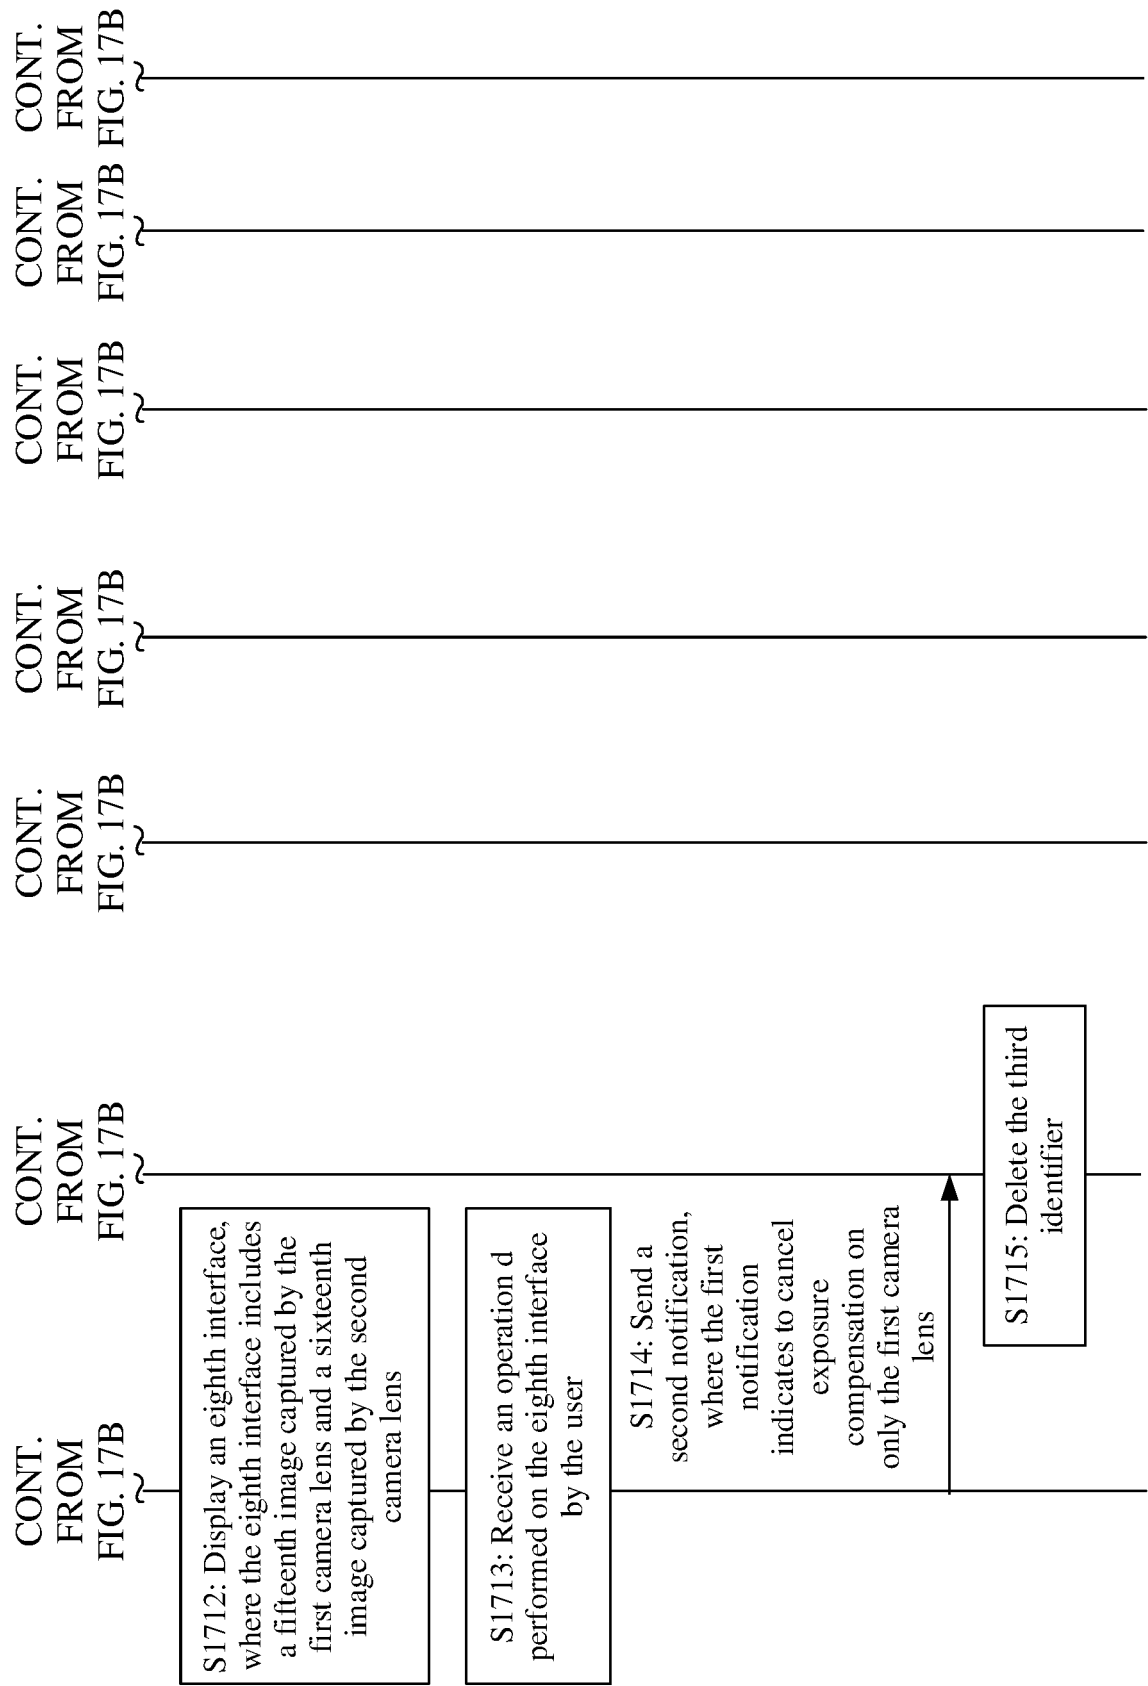 CONT.
FROM
FIG. 17B
CONT.
FROM
FIG. 17B
CONT.
FROM
FIG. 17B
CONT.
FROM
FIG. 17B
CONT.
FROM
FIG. 17B
CONT.
FROM
FIG. 17B
CONT.
FROM
FIG. 17B
S1712: Display an eighth interface,
where the eighth interface includes
a fifteenth image captured by the
first camera lens and a sixteenth
image captured by the second
camera lens
S1713: Receive an operation d
performed on the eighth interface
by the user
S1714: Send a
second notification,
where the first
notification
indicates to cancel
exposure
compensation on
only the first camera
lens
S1715: Delete the third
identifier